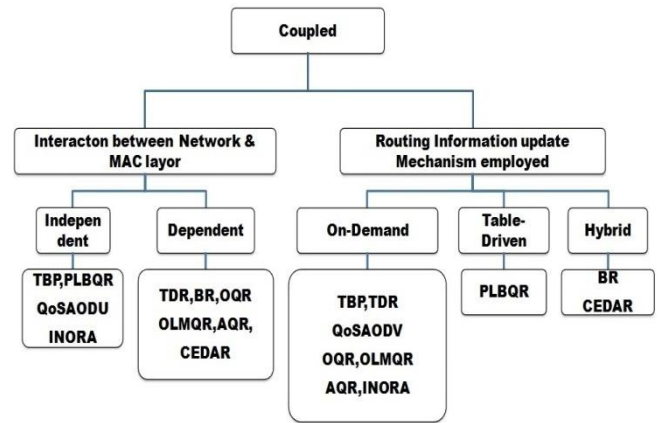 Coupled
Interacton between Network &
MAC layor
Routing Information update
Mechanism employed
Indepen
dent
Dependent
On-Demand
Table-
Driven
Hybrid
TBP,PLBQR
QoSAODU
INORA
TDR,BR,OQR
OLMQR,AQR,
CEDAR
TBP,TDR
QoSAODV
OQR,OLMQR
AQR,INORA
PLBQR
BR
CEDAR